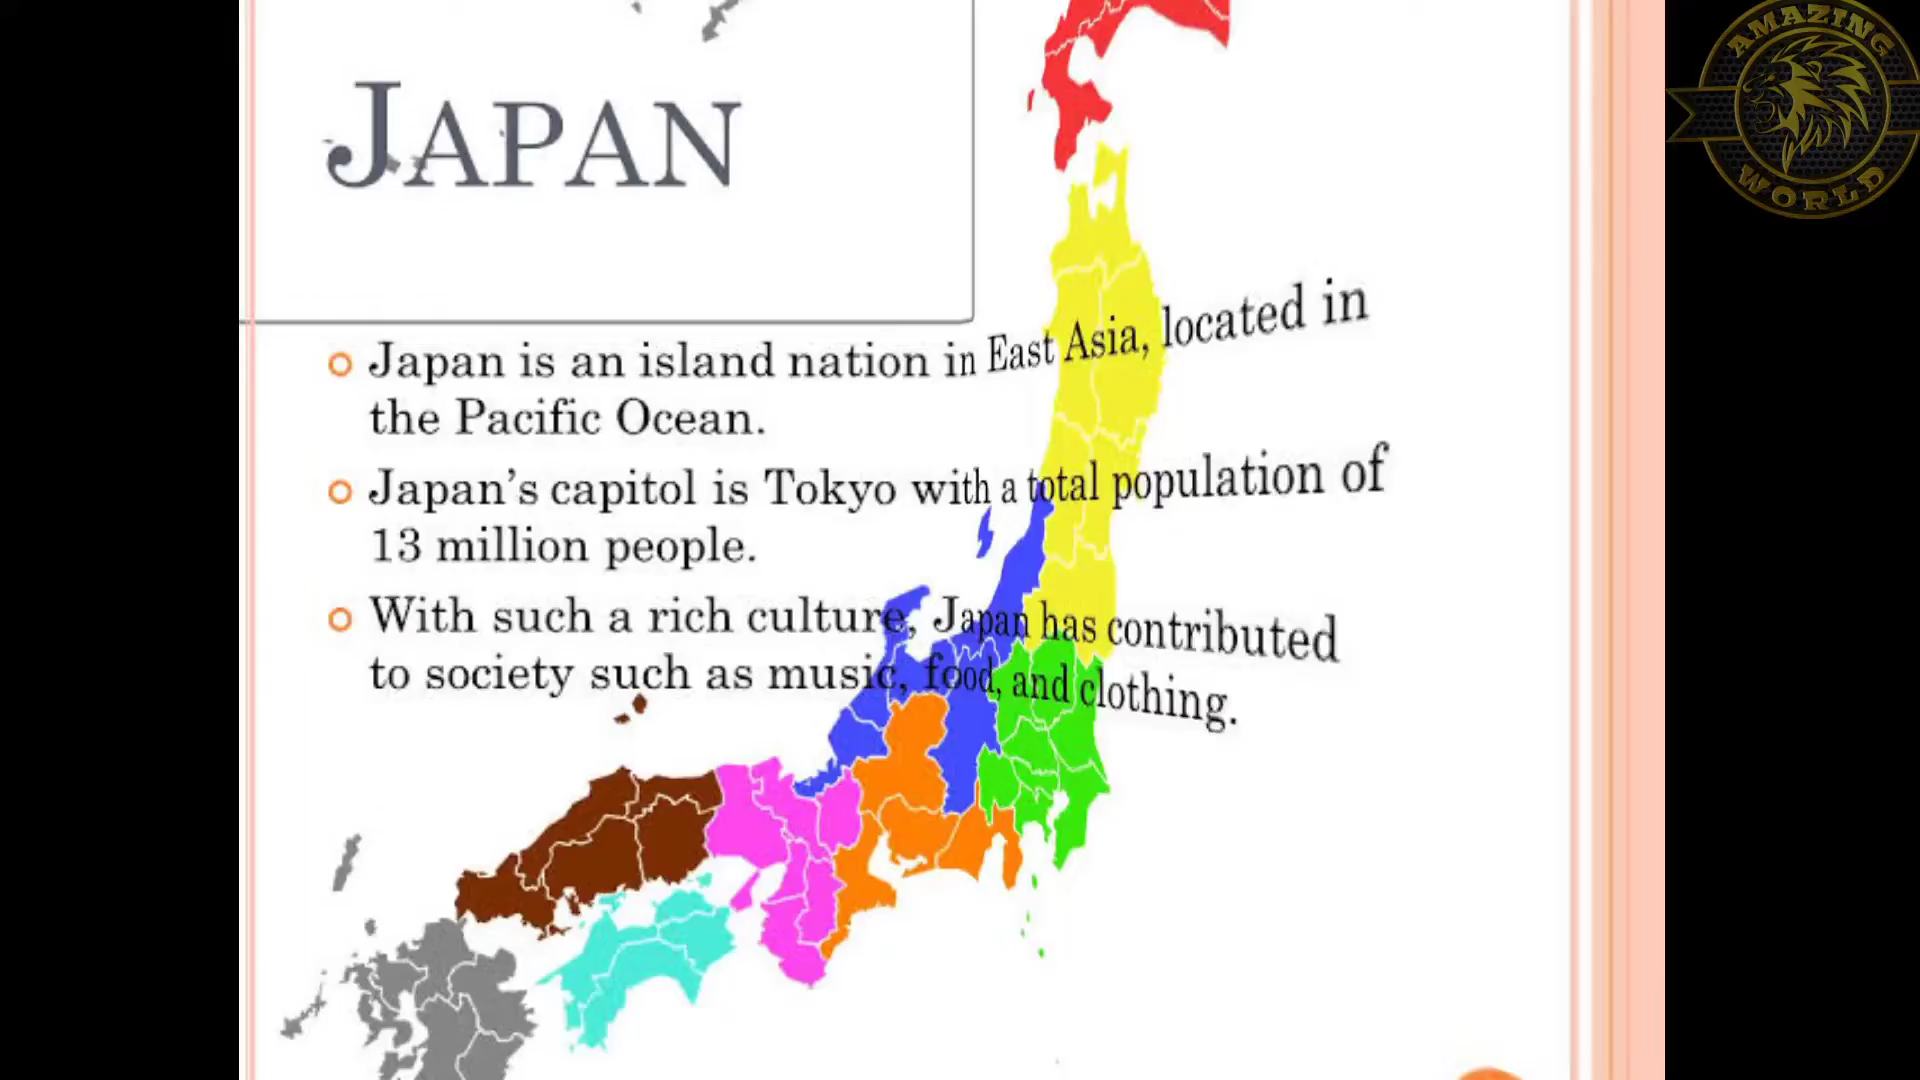 AMAZING
WORLD
JAPAN
Japan is an island nation in East Asia, located in
the Pacific Ocean.
Japan’s capitol is Tokyo with a total population of
13 million people.
With such a rich culture, Japan has contributed
to society such as music, food, and clothing.